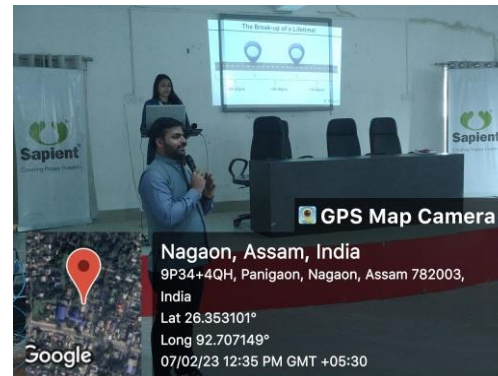 The Break-up of a Lifetime!
Sapient
Sapient
GPS Map Camera
Nagaon, Assam, India
9P34+4QH, Panigaon, Nagaon, Assam 782003,
India
Lat 26.353101°
Long 92.707149°
07/02/23 12:35 PM GMT +05:30
Google